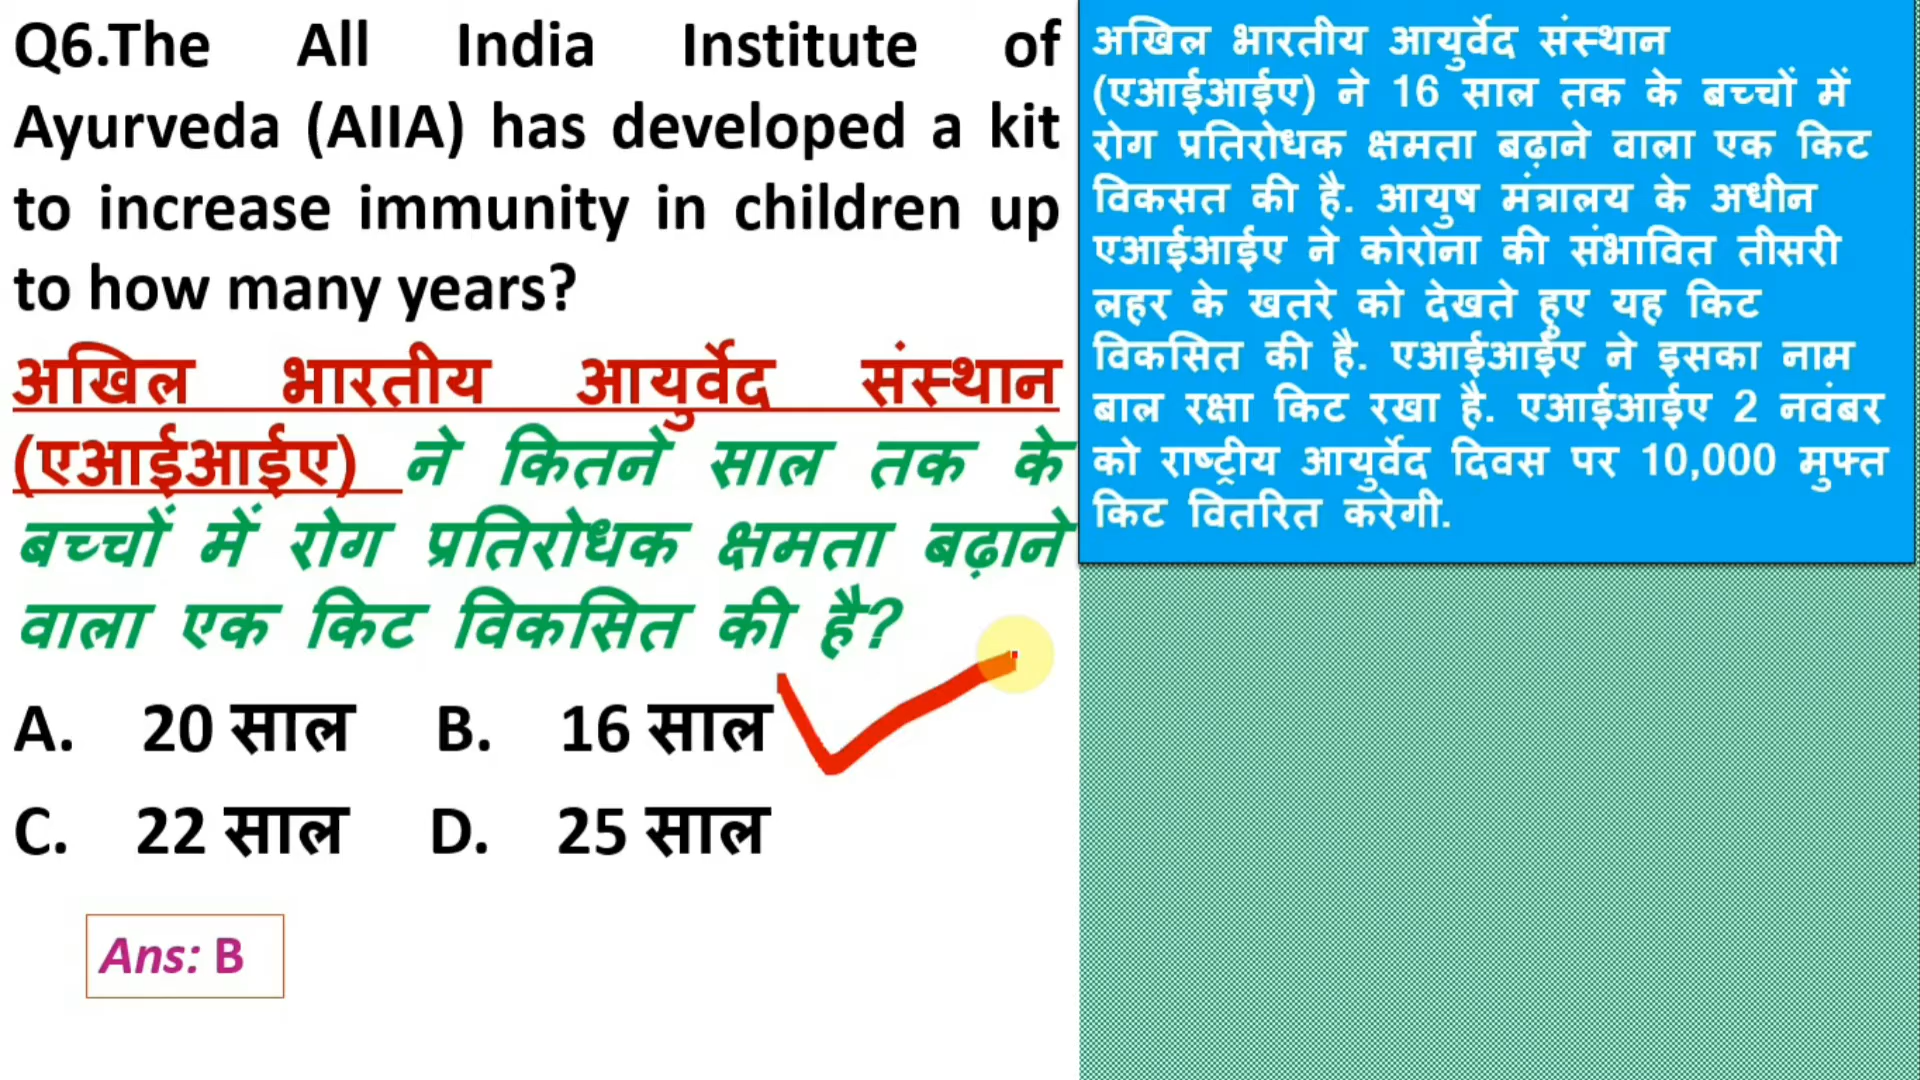 Q6.The All India Institute of
Ayurveda (AIIA) has developed a kit
to increase immunity in children up
to how many years?
अखिल भारतीय आयुर्वेद संस्थान
(एआईआईए) ने कितने साल तक के
बच्चों में रोग प्रतिरोधक क्षमता बढ़ाने
वाला एक किट विकसित की है?
A. 20 साल B. 16 साल
C. 22 साल D. 25 साल
Ans: B
अखिल भारतीय आयुर्वेद संस्थान
(एआईआईए) ने 16 साल तक के बच्चों में
रोग प्रतिरोधक क्षमता बढ़ाने वाला एक किट
विकसत की है. आयुष मंत्रालय के अधीन
एआईआईए ने कोरोना की संभावित तीसरी
लहर के खतरे को देखते हुए यह किट
विकसित की है. एआईआईए ने इसका नाम
बाल रक्षा किट रखा है. एआईआईए 2 नवंबर
को राष्ट्रीय आयुर्वेद दिवस पर 10,000 मुफ्त
किट वितरित करेगी.